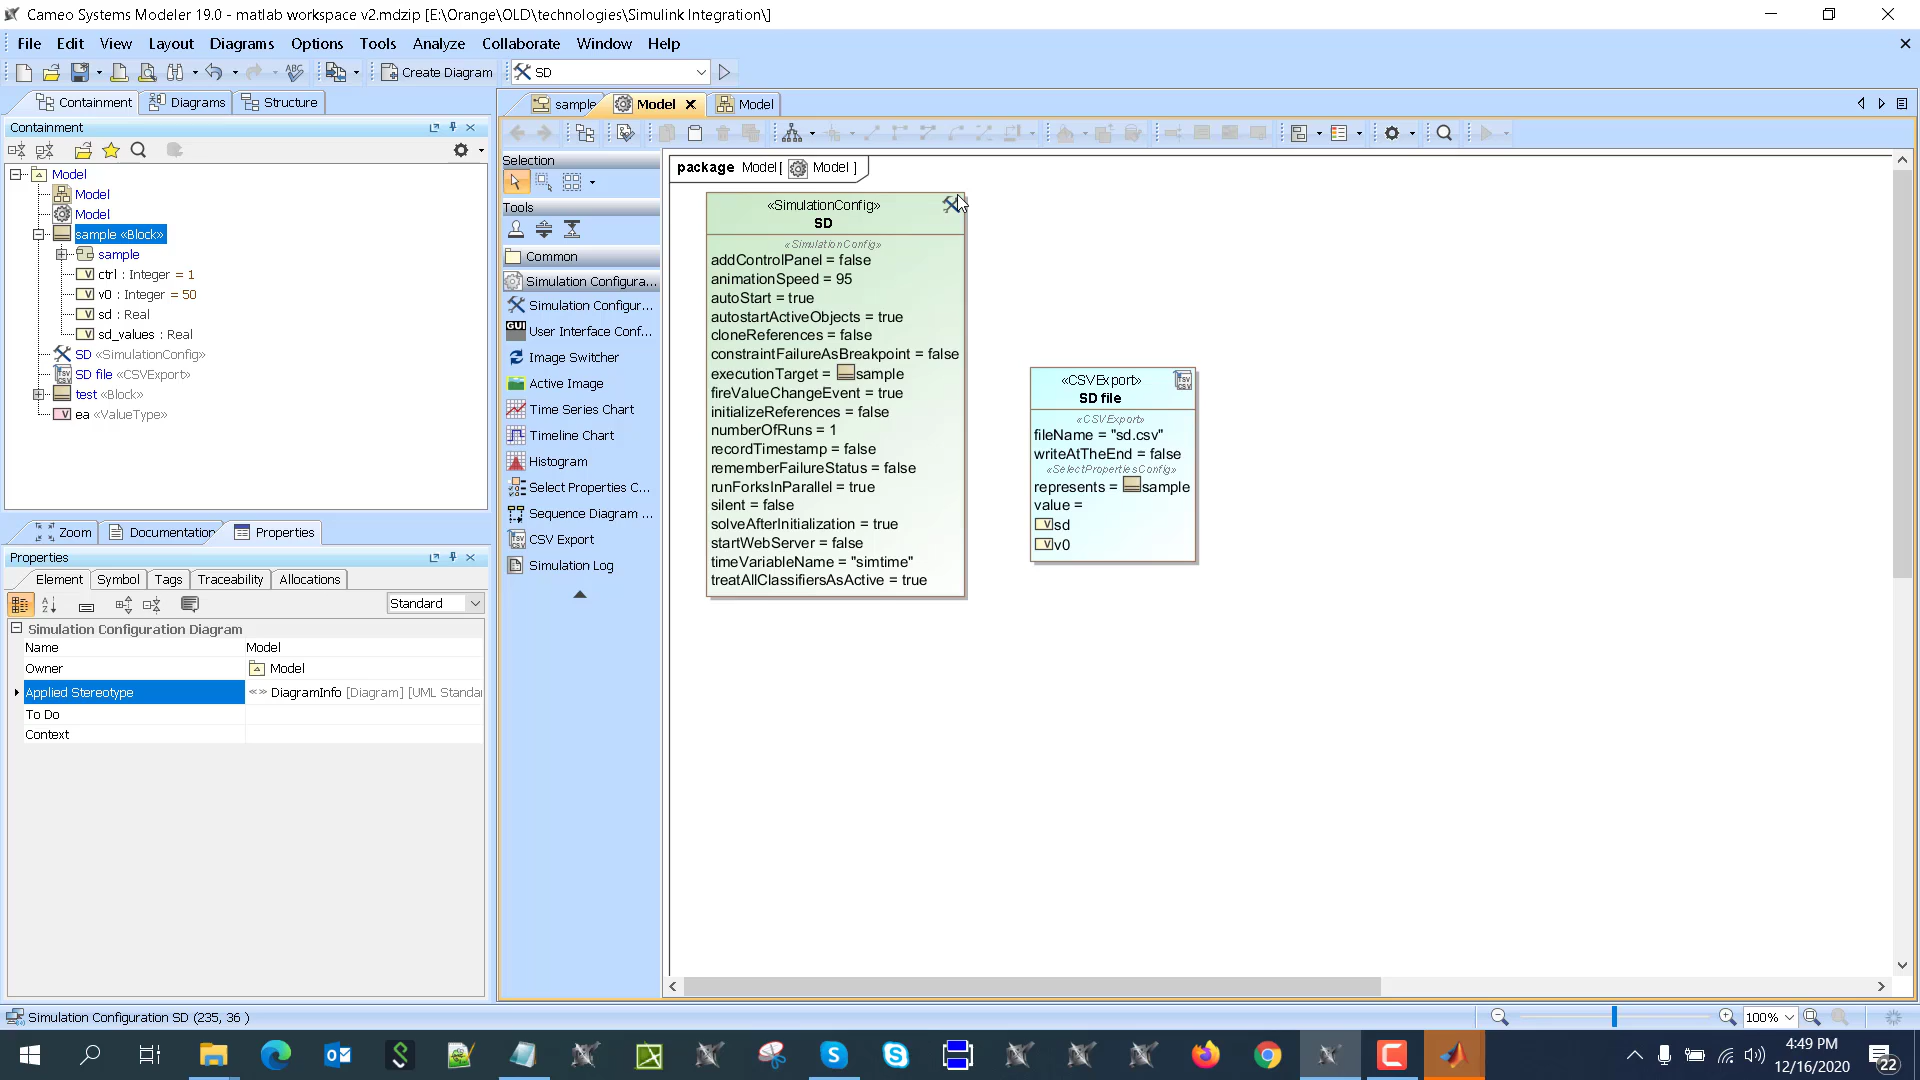 Cameo Systems Modeler 19.0 - matlab workspace v2.mdzip [E:\Orange\OLD\technologies\Simulink Integration\]
File Edit View Layout Diagrams Options Tools Analyze Collaborate Window Help
Create Diagram
SD
Containment Diagrams Structure
Containment
Model
Model
Model
sample «Block»
sample
ctrl : Integer = 1
v0 : Integer = 50
sd : Real
sd_values : Real
SD «SimulationConfig»
SD file «CSVExport»
test «Block»
ea «ValueType»
Zoom Documentation Properties
Properties
Element Symbol Tags Traceability Allocations
Standard
Simulation Configuration Diagram
Name Model
Owner Model
Applied Stereotype «» DiagramInfo [Diagram] [UML Standar
To Do
Context
sample Model Model
Selection
Tools
Common
Simulation Configura...
Simulation Configur...
GUI User Interface Conf...
Image Switcher
Active Image
Time Series Chart
Timeline Chart
Histogram
Select Properties C...
Sequence Diagram ...
CSV Export
Simulation Log
package Model[ Model ]
«SimulationConfig»
SD
«SimulationConfig»
addControlPanel = false
animationSpeed = 95
autoStart = true
autostartActiveObjects = true
cloneReferences = false
constraintFailureAsBreakpoint = false
executionTarget = sample
fireValueChangeEvent = true
initializeReferences = false
numberOfRuns = 1
recordTimestamp = false
rememberFailureStatus = false
runForksInParallel = true
silent = false
solveAfterInitialization = true
startWebServer = false
timeVariableName = "simtime"
treatAllClassifiersAsActive = true
«CSVExport»
SD file
«CSVExport»
fileName = "sd.csv"
writeAtTheEnd = false
«SelectPropertiesConfig»
represents = sample
value =
V sd
V v0
Simulation Configuration SD (235, 36 )
100%
4:49 PM
12/16/2020
22